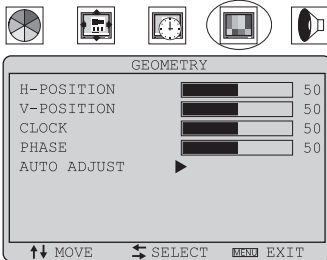 GEOMETRY
H-POSITION 50
V-POSITION 50
CLOCK 50
PHASE 50
AUTO ADJUST
MOVE SELECT MENU EXIT